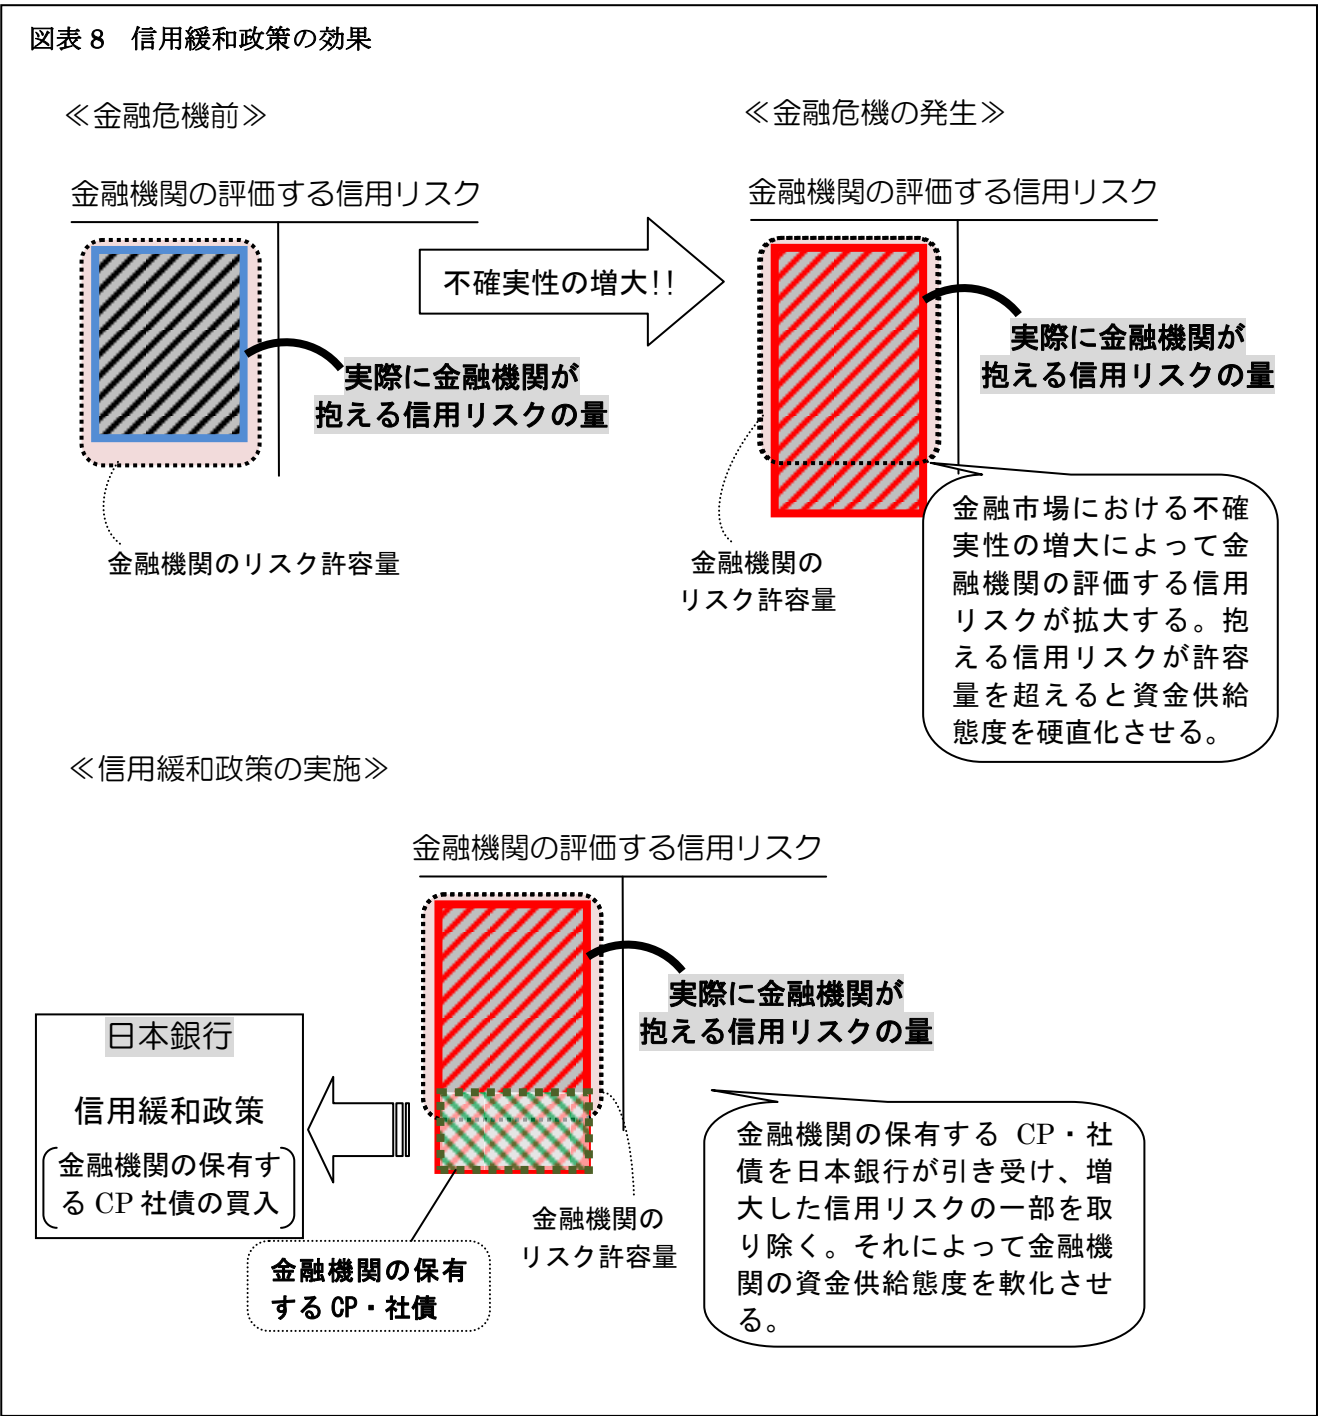 図表 8　信用緩和政策の効果
≪金融危機前≫
金融機関の評価する信用リスク
実際に金融機関が
抱える信用リスクの量
金融機関のリスク許容量
不確実性の増大!!
≪金融危機の発生≫
金融機関の評価する信用リスク
実際に金融機関が
抱える信用リスクの量
金融機関の
リスク許容量
金融市場における不確
実性の増大によって金
融機関の評価する信用
リスクが拡大する。抱
える信用リスクが許容
量を超えると資金供給
態度を硬直化させる。
≪信用緩和政策の実施≫
金融機関の評価する信用リスク
実際に金融機関が
抱える信用リスクの量
日本銀行
信用緩和政策
金融機関の保有す
る CP 社債の買入
金融機関の保有
する CP・社債
金融機関の
リスク許容量
金融機関の保有する CP・社
債を日本銀行が引き受け、増
大した信用リスクの一部を取
り除く。それによって金融機
関の資金供給態度を軟化させ
る。